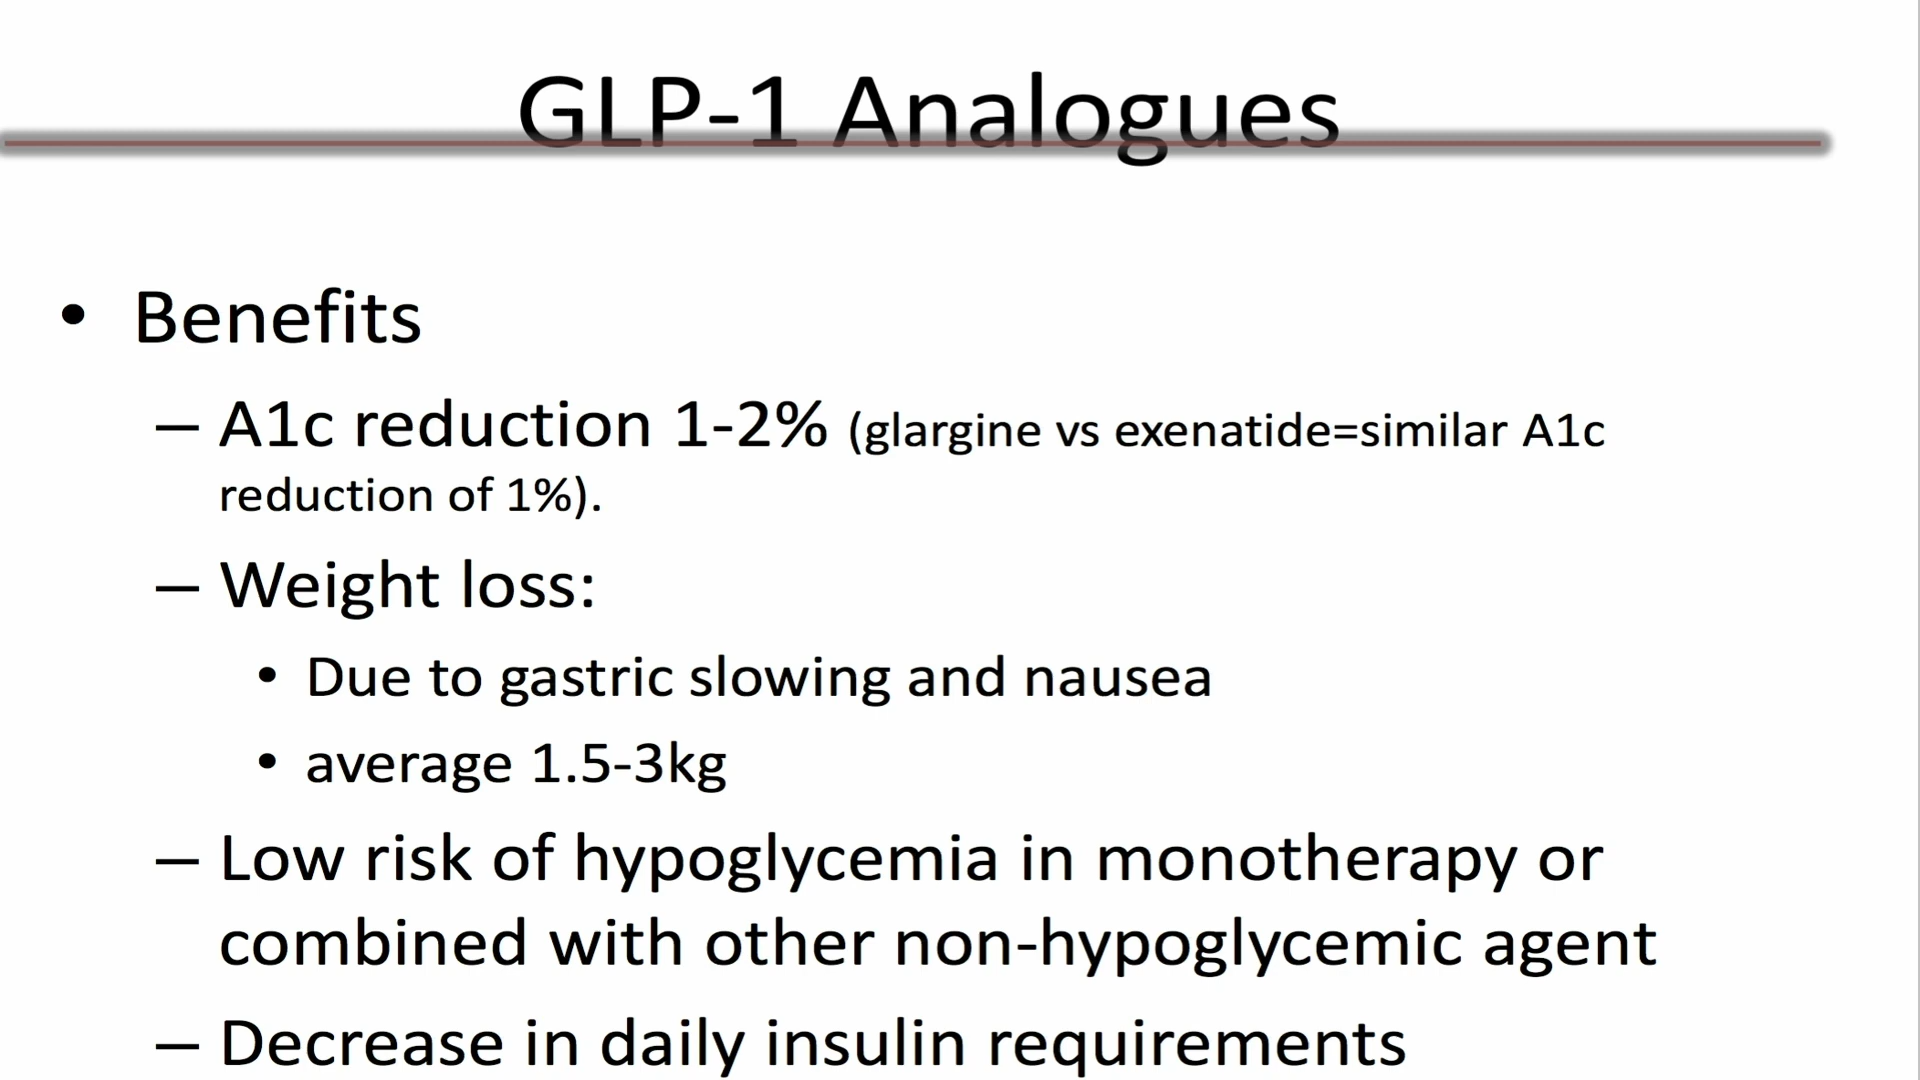 GLP-1 Analogues
• Benefits
– A1c reduction 1-2% (glargine vs exenatide=similar A1c
reduction of 1%).
– Weight loss:
• Due to gastric slowing and nausea
• average 1.5-3kg
– Low risk of hypoglycemia in monotherapy or
combined with other non-hypoglycemic agent
– Decrease in daily insulin requirements